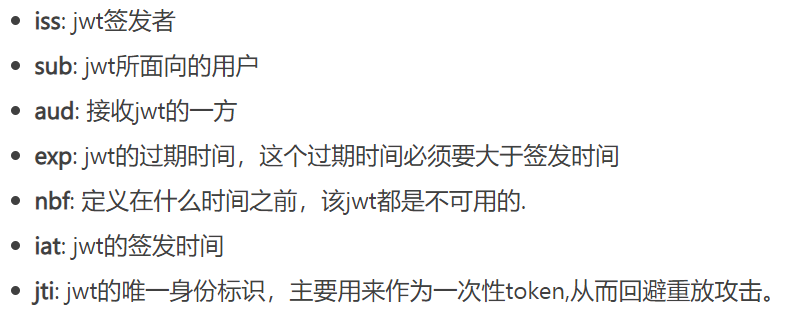 iss: jwt签发者
sub: jwt所面向的用户
aud: 接收jwt的一方
exp: jwt的过期时间，这个过期时间必须要大于签发时间
nbf: 定义在什么时间之前，该jwt都是不可用的.
iat: jwt的签发时间
jti: jwt的唯一身份标识，主要用来作为一次性token,从而回避重放攻击。